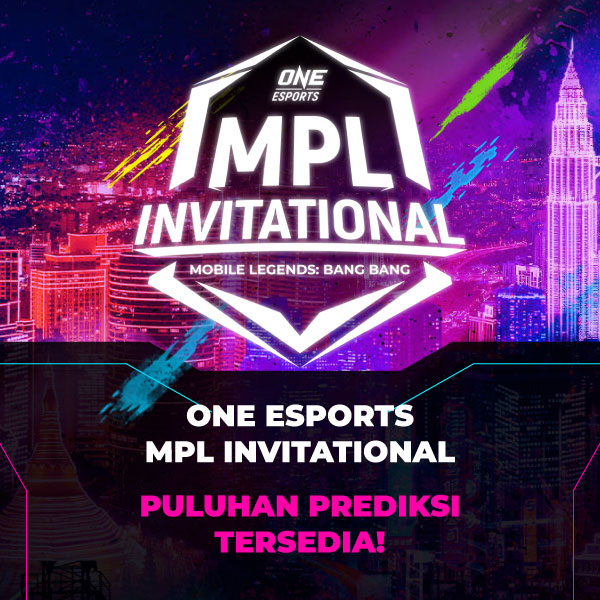 ONE
ESPORTS
MPL
INVITATIONAL
MOBILE LEGENDS: BANG BANG
ONE ESPORTS
MPL INVITATIONAL
PULUHAN PREDIKSI
TERSEDIA!